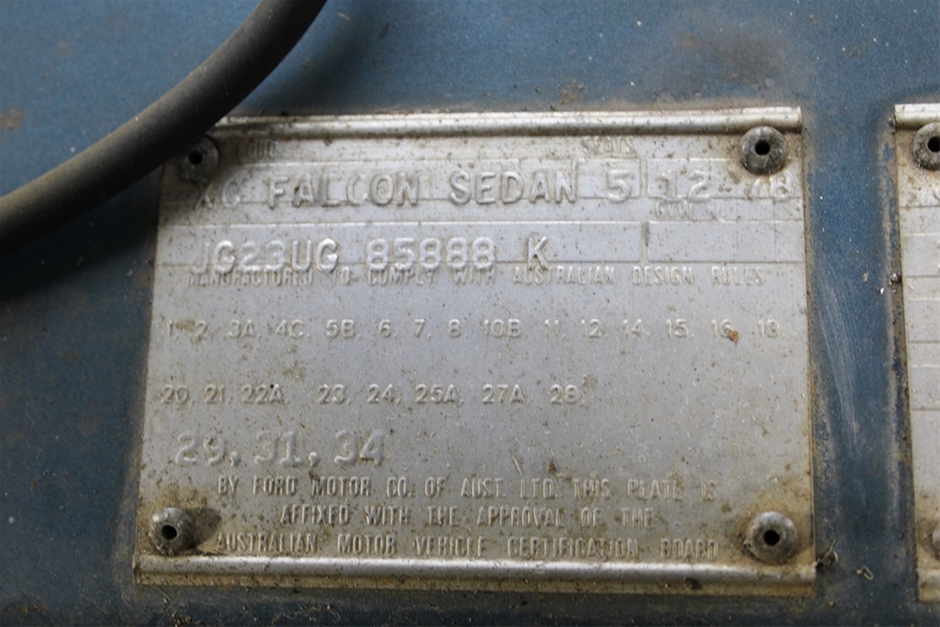 FORD SEATS
XC FALCON SEDAN 5 12-78
G.V.W.
JG23UG 85888 K
MANUFACTURED TO COMPLY WITH AUSTRALIAN DESIGN RULES
1, 2, 3A, 4C, 5B, 6, 7, 8, 10B, 11, 12, 14, 15, 16, 18
20, 21, 22A, 23, 24, 25A, 27A, 28
29, 31, 34
BY FORD MOTOR CO. OF AUST. LTD. THIS PLATE IS
AFFIXED WITH THE APPROVAL OF THE
AUSTRALIAN MOTOR VEHICLE CERTIFICATION BOARD